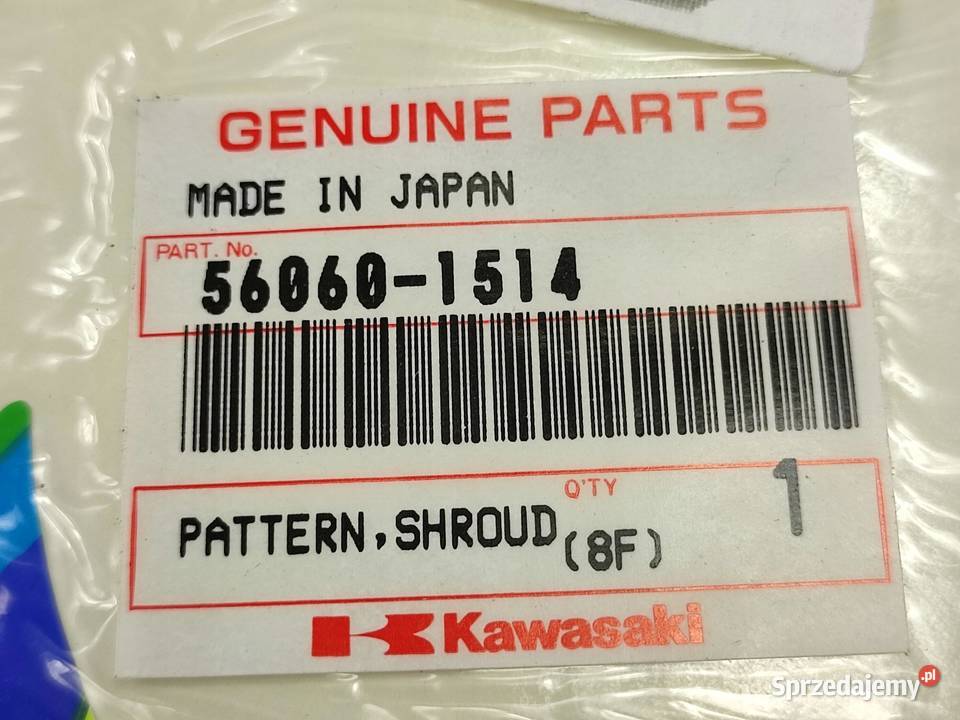 GENUINE PARTS
MADE IN JAPAN
PART. No.
56060-1514
Q'TY
1
PATTERN,SHROUD (8F)
Kawasaki
Sprzedajemy.pl